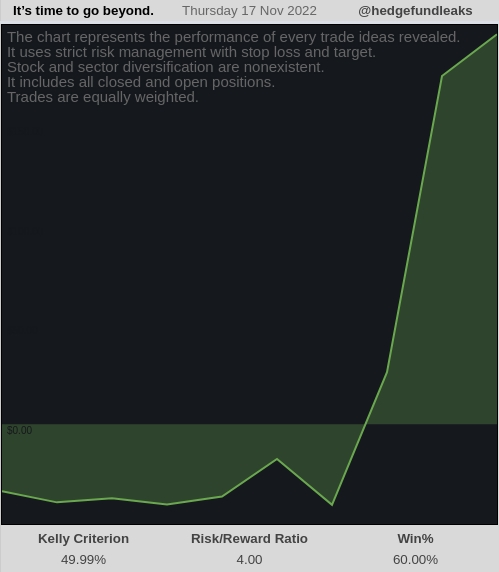 It's time to go beyond. Thursday 17 Nov 2022 @hedgefundleaks
The chart represents the performance of every trade ideas revealed.
It uses strict risk management with stop loss and target.
Stock and sector diversification are nonexistent.
It includes all closed and open positions.
Trades are equally weighted.
$0.00
Kelly Criterion Risk/Reward Ratio Win%
49.99% 4.00 60.00%